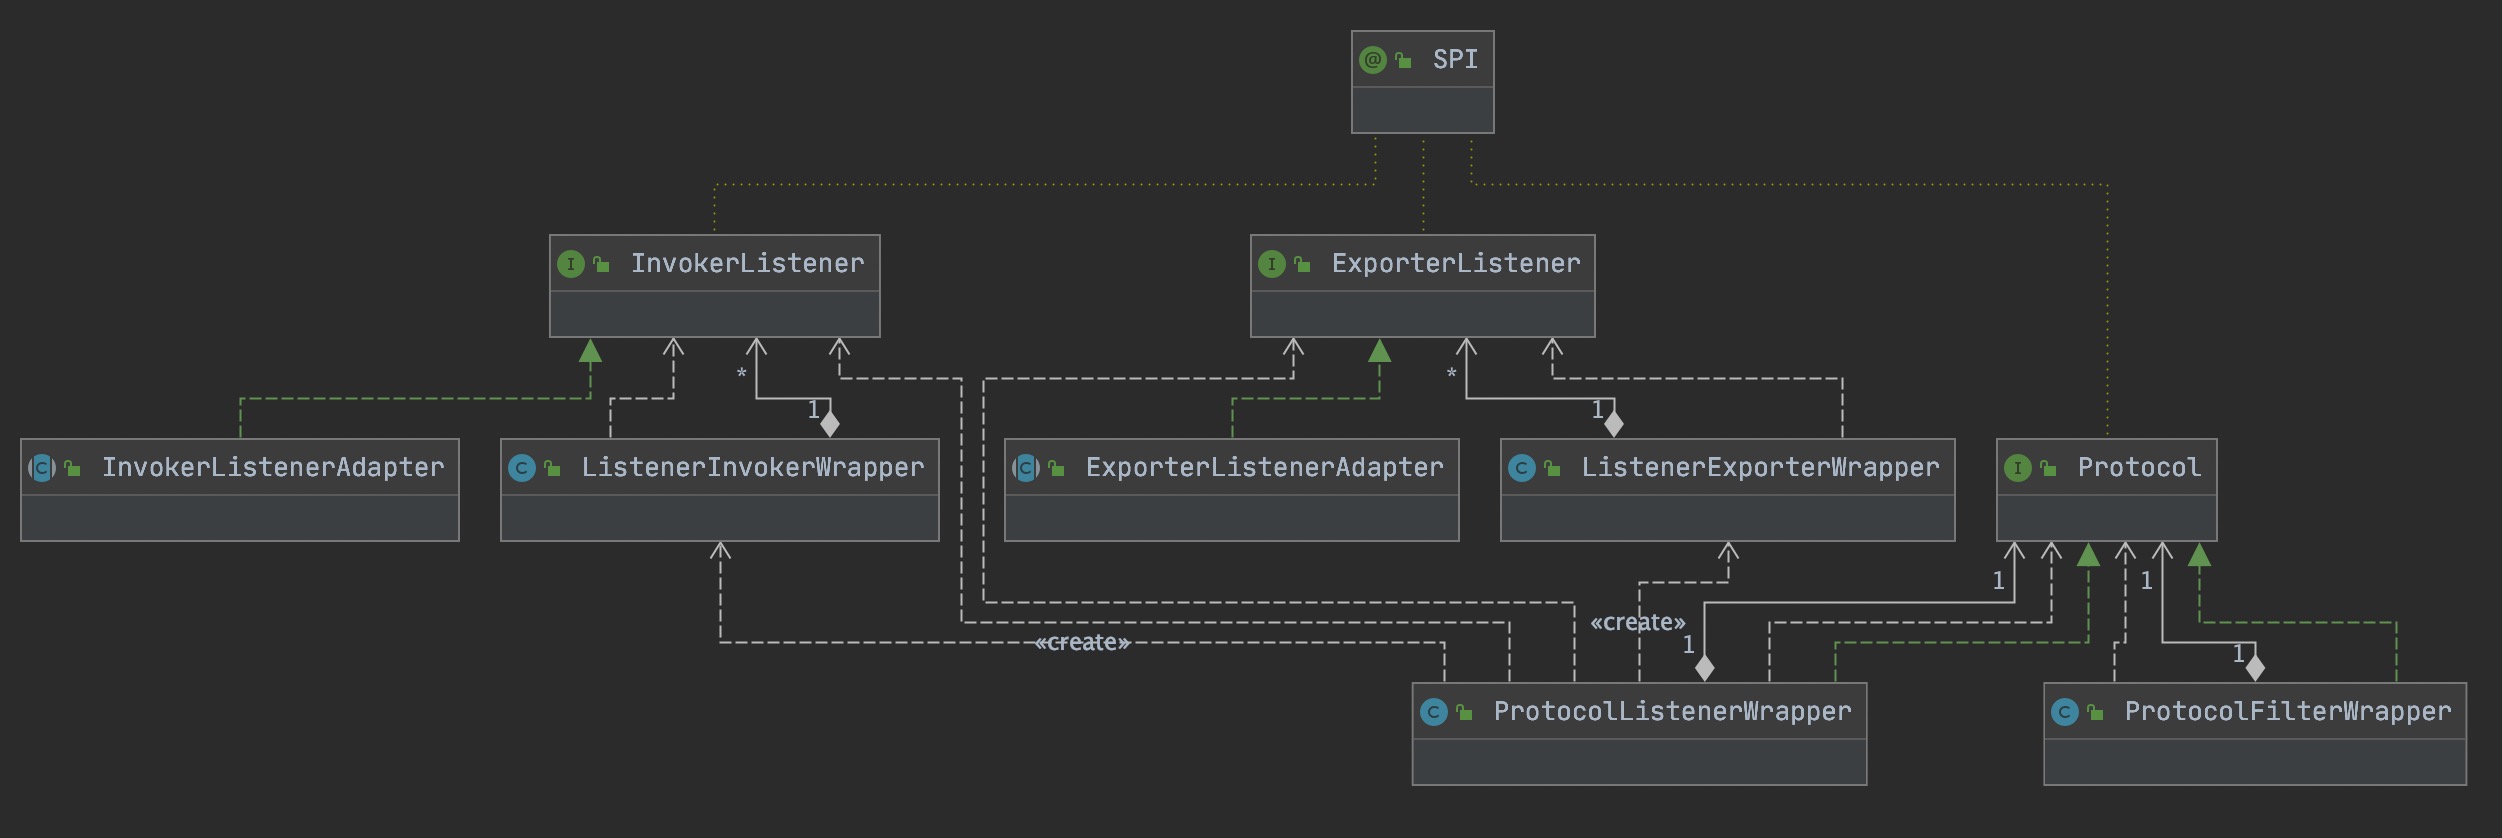 @ SPI
I InvokerListener
I ExporterListener
* 1
* 1
C InvokerListenerAdapter
C ListenerInvokerWrapper
C ExporterListenerAdapter
C ListenerExporterWrapper
I Protocol
1 1
«create»
«create»
1 1
C ProtocolListenerWrapper
C ProtocolFilterWrapper